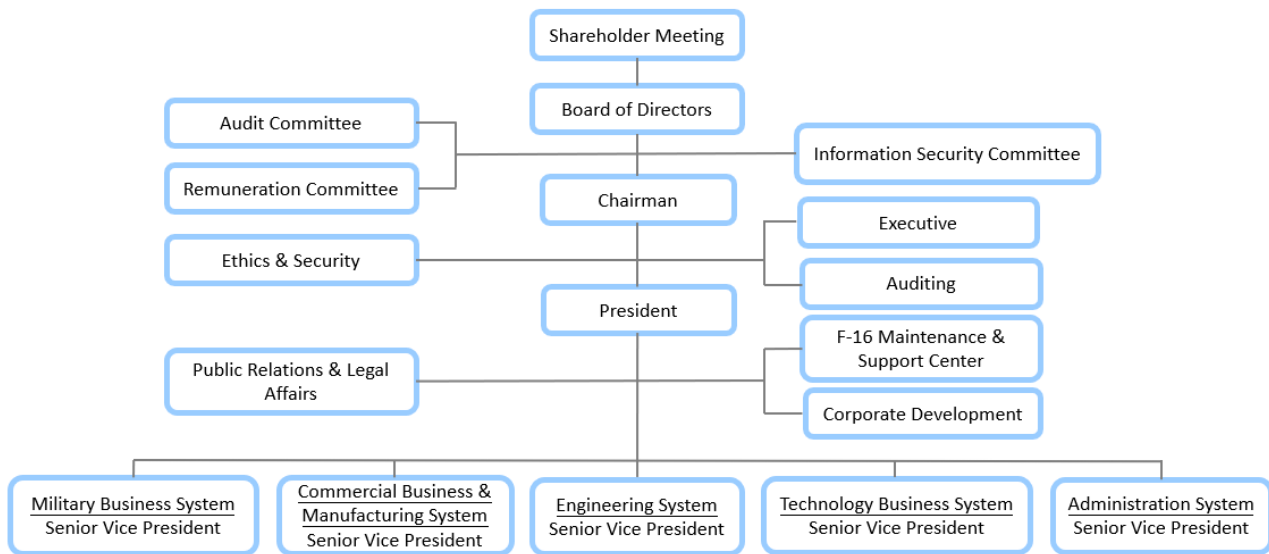 Shareholder Meeting
Board of Directors
Audit Committee
Information Security Committee
Remuneration Committee
Chairman
Executive
Ethics & Security
Auditing
President
F-16 Maintenance &
Support Center
Public Relations & Legal
Affairs
Corporate Development
Military Business System
Senior Vice President
Commercial Business &
Manufacturing System
Senior Vice President
Engineering System
Senior Vice President
Technology Business System
Senior Vice President
Administration System
Senior Vice President